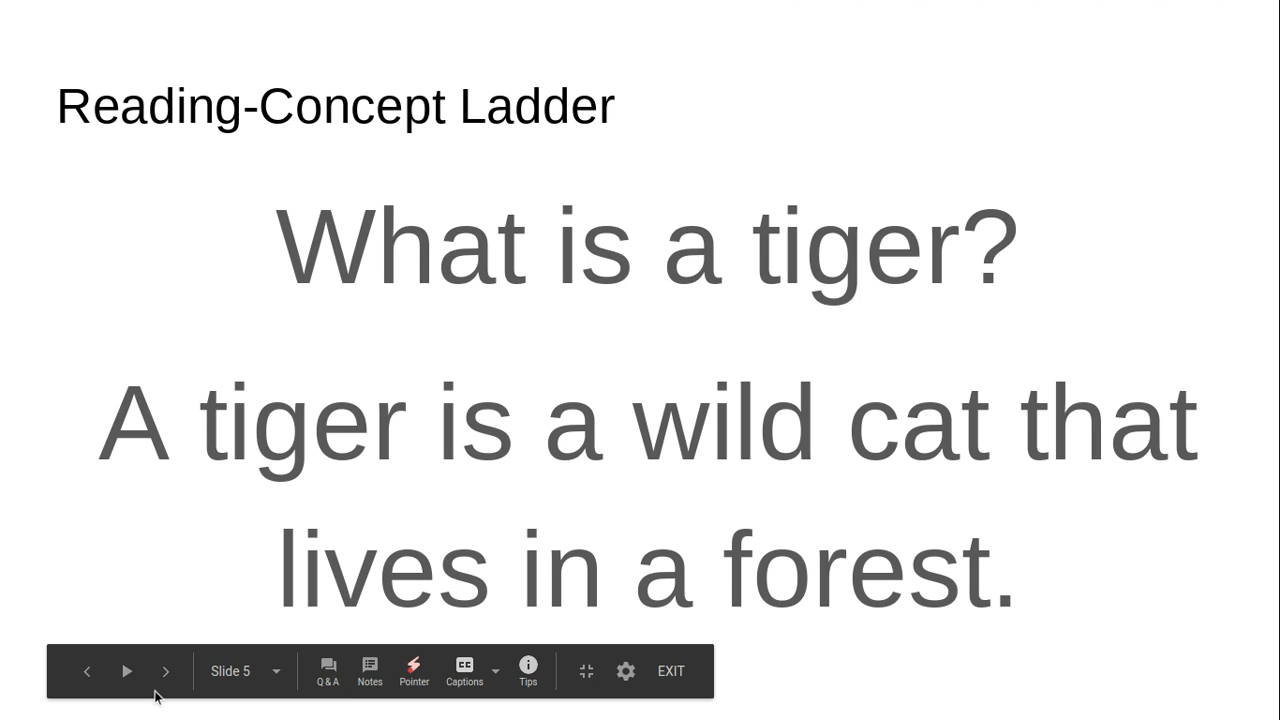 Reading-Concept Ladder
What is a tiger?
A tiger is a wild cat that
lives in a forest.
Slide 5
Q & A
Notes
Pointer
CC
Captions
Tips
EXIT